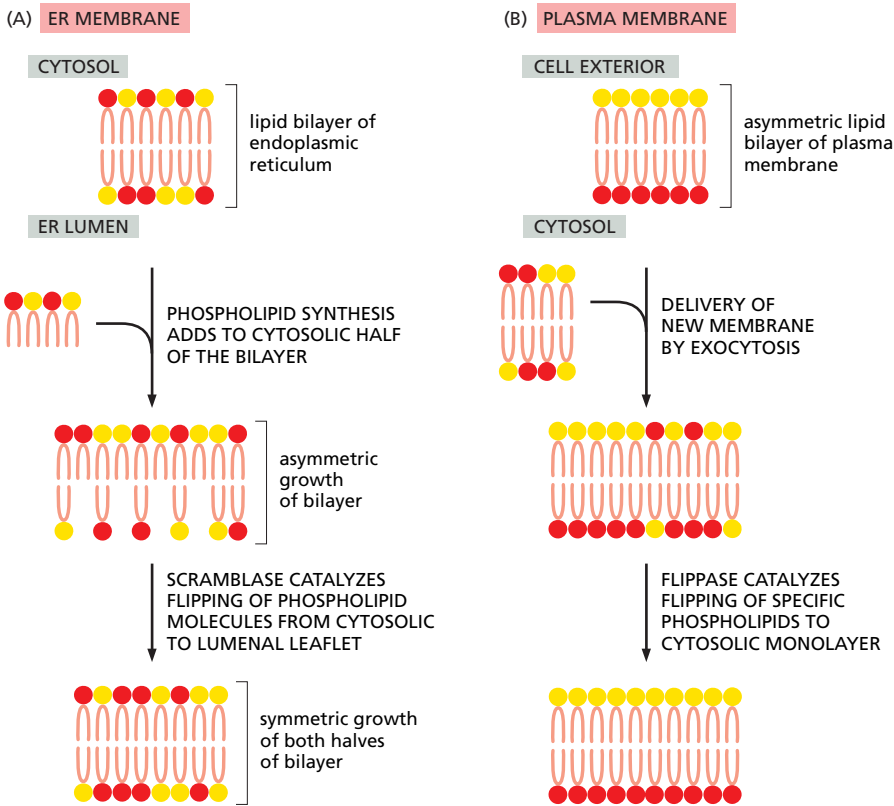 (A) ER MEMBRANE
CYTOSOL
lipid bilayer of
endoplasmic
reticulum
ER LUMEN
PHOSPHOLIPID SYNTHESIS
ADDS TO CYTOSOLIC HALF
OF THE BILAYER
asymmetric
growth
of bilayer
SCRAMBLASE CATALYZES
FLIPPING OF PHOSPHOLIPID
MOLECULES FROM CYTOSOLIC
TO LUMENAL LEAFLET
symmetric growth
of both halves
of bilayer
(B) PLASMA MEMBRANE
CELL EXTERIOR
asymmetric lipid
bilayer of plasma
membrane
CYTOSOL
DELIVERY OF
NEW MEMBRANE
BY EXOCYTOSIS
FLIPPASE CATALYZES
FLIPPING OF SPECIFIC
PHOSPHOLIPIDS TO
CYTOSOLIC MONOLAYER